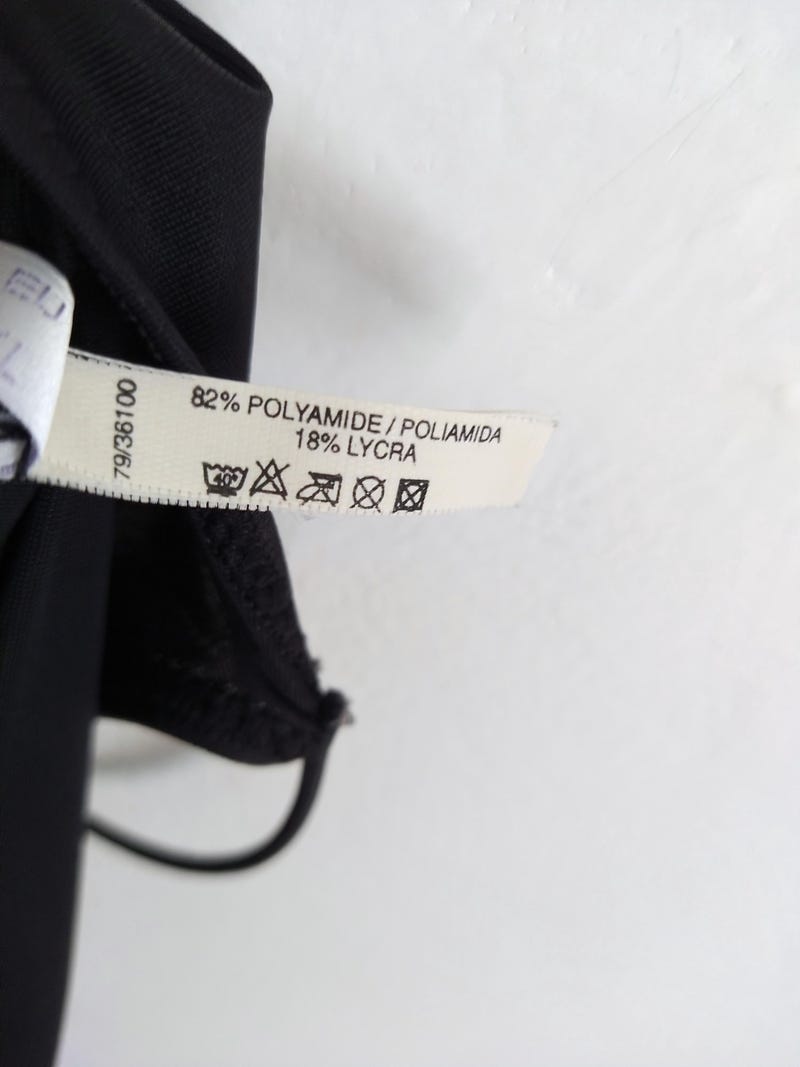 79/36100
82% POLYAMIDE / POLIAMIDA
18% LYCRA
40°